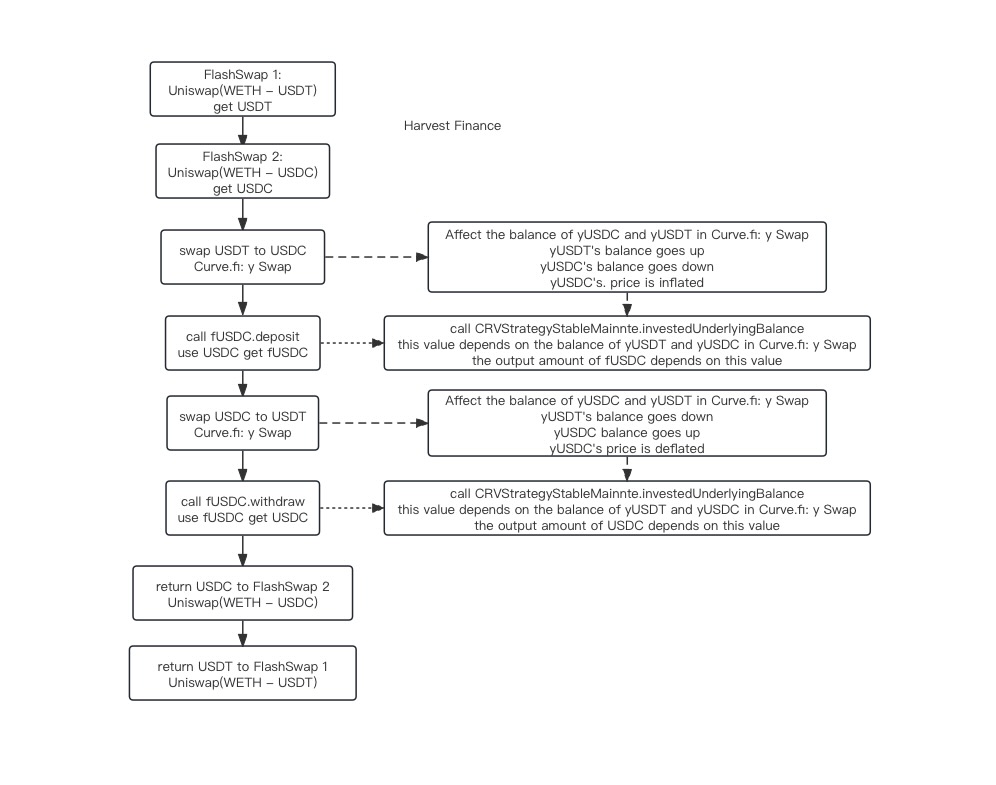 FlashSwap 1:
Uniswap(WETH – USDT)
get USDT
Harvest Finance
FlashSwap 2:
Uniswap(WETH – USDC)
get USDC
swap USDT to USDC
Curve.fi: y Swap
Affect the balance of yUSDC and yUSDT in Curve.fi: y Swap
yUSDT's balance goes up
yUSDC's balance goes down
yUSDC's. price is inflated
call fUSDC.deposit
use USDC get fUSDC
call CRVStrategyStableMainnte.investedUnderlyingBalance
this value depends on the balance of yUSDT and yUSDC in Curve.fi: y Swap
the output amount of fUSDC depends on this value
swap USDC to USDT
Curve.fi: y Swap
Affect the balance of yUSDC and yUSDT in Curve.fi: y Swap
yUSDT's balance goes down
yUSDC balance goes up
yUSDC's price is deflated
call fUSDC.withdraw
use fUSDC get USDC
call CRVStrategyStableMainnte.investedUnderlyingBalance
this value depends on the balance of yUSDT and yUSDC in Curve.fi: y Swap
the output amount of USDC depends on this value
return USDC to FlashSwap 2
Uniswap(WETH – USDC)
return USDT to FlashSwap 1
Uniswap(WETH – USDT)